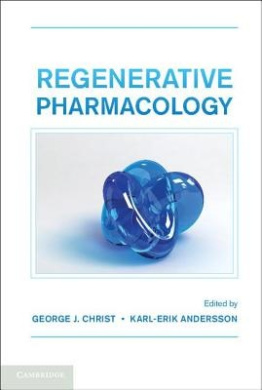 REGENERATIVE
PHARMACOLOGY
Edited by
GEORGE J. CHRIST • KARL-ERIK ANDERSSON
CAMBRIDGE